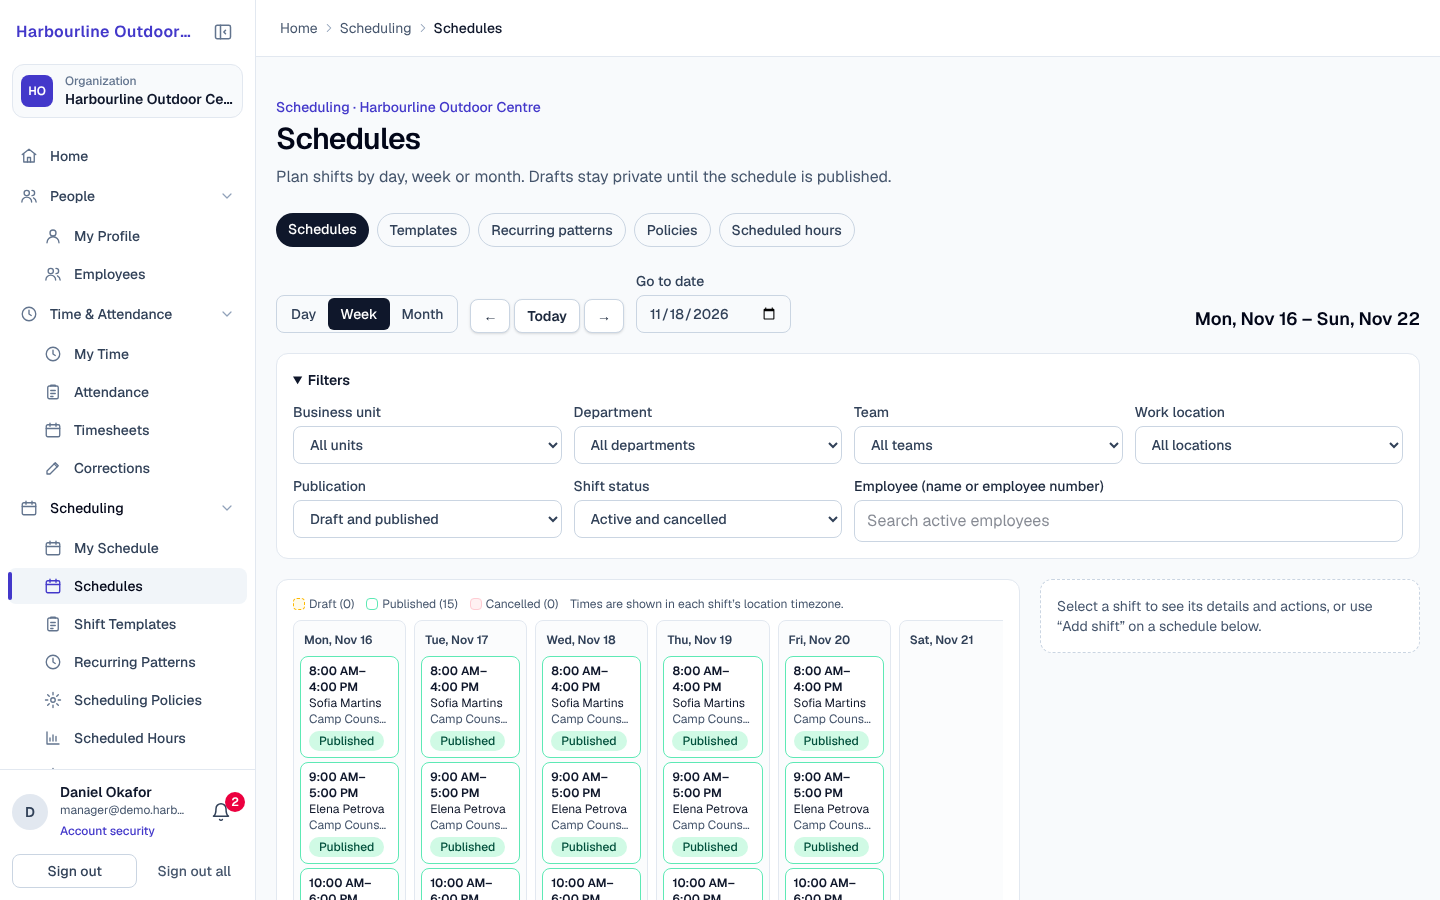 Harbourline Outdoor…
HO
Organization
Harbourline Outdoor Ce…
Home
People
My Profile
Employees
Time & Attendance
My Time
Attendance
Timesheets
Corrections
Scheduling
My Schedule
Schedules
Shift Templates
Recurring Patterns
Scheduling Policies
Scheduled Hours
D
Daniel Okafor
manager@demo.harb…
Account security
2
Sign out
Sign out all
Home
Scheduling
Schedules
Scheduling · Harbourline Outdoor Centre
Schedules
Plan shifts by day, week or month. Drafts stay private until the schedule is published.
Schedules
Templates
Recurring patterns
Policies
Scheduled hours
Day
Week
Month
←
Today
→
Go to date
11/18/2026
Mon, Nov 16 – Sun, Nov 22
▼ Filters
Business unit
Department
Team
Work location
All units
All departments
All teams
All locations
Publication
Shift status
Employee (name or employee number)
Draft and published
Active and cancelled
Search active employees
Draft (0)
Published (15)
Cancelled (0)
Times are shown in each shift's location timezone.
Mon, Nov 16
8:00 AM–
4:00 PM
Sofia Martins
Camp Couns…
Published
9:00 AM–
5:00 PM
Elena Petrova
Camp Couns…
Published
10:00 AM–
6:00 PM
Tue, Nov 17
8:00 AM–
4:00 PM
Sofia Martins
Camp Couns…
Published
9:00 AM–
5:00 PM
Elena Petrova
Camp Couns…
Published
10:00 AM–
6:00 PM
Wed, Nov 18
8:00 AM–
4:00 PM
Sofia Martins
Camp Couns…
Published
9:00 AM–
5:00 PM
Elena Petrova
Camp Couns…
Published
10:00 AM–
6:00 PM
Thu, Nov 19
8:00 AM–
4:00 PM
Sofia Martins
Camp Couns…
Published
9:00 AM–
5:00 PM
Elena Petrova
Camp Couns…
Published
10:00 AM–
6:00 PM
Fri, Nov 20
8:00 AM–
4:00 PM
Sofia Martins
Camp Couns…
Published
9:00 AM–
5:00 PM
Elena Petrova
Camp Couns…
Published
10:00 AM–
6:00 PM
Sat, Nov 21
Select a shift to see its details and actions, or use
“Add shift” on a schedule below.